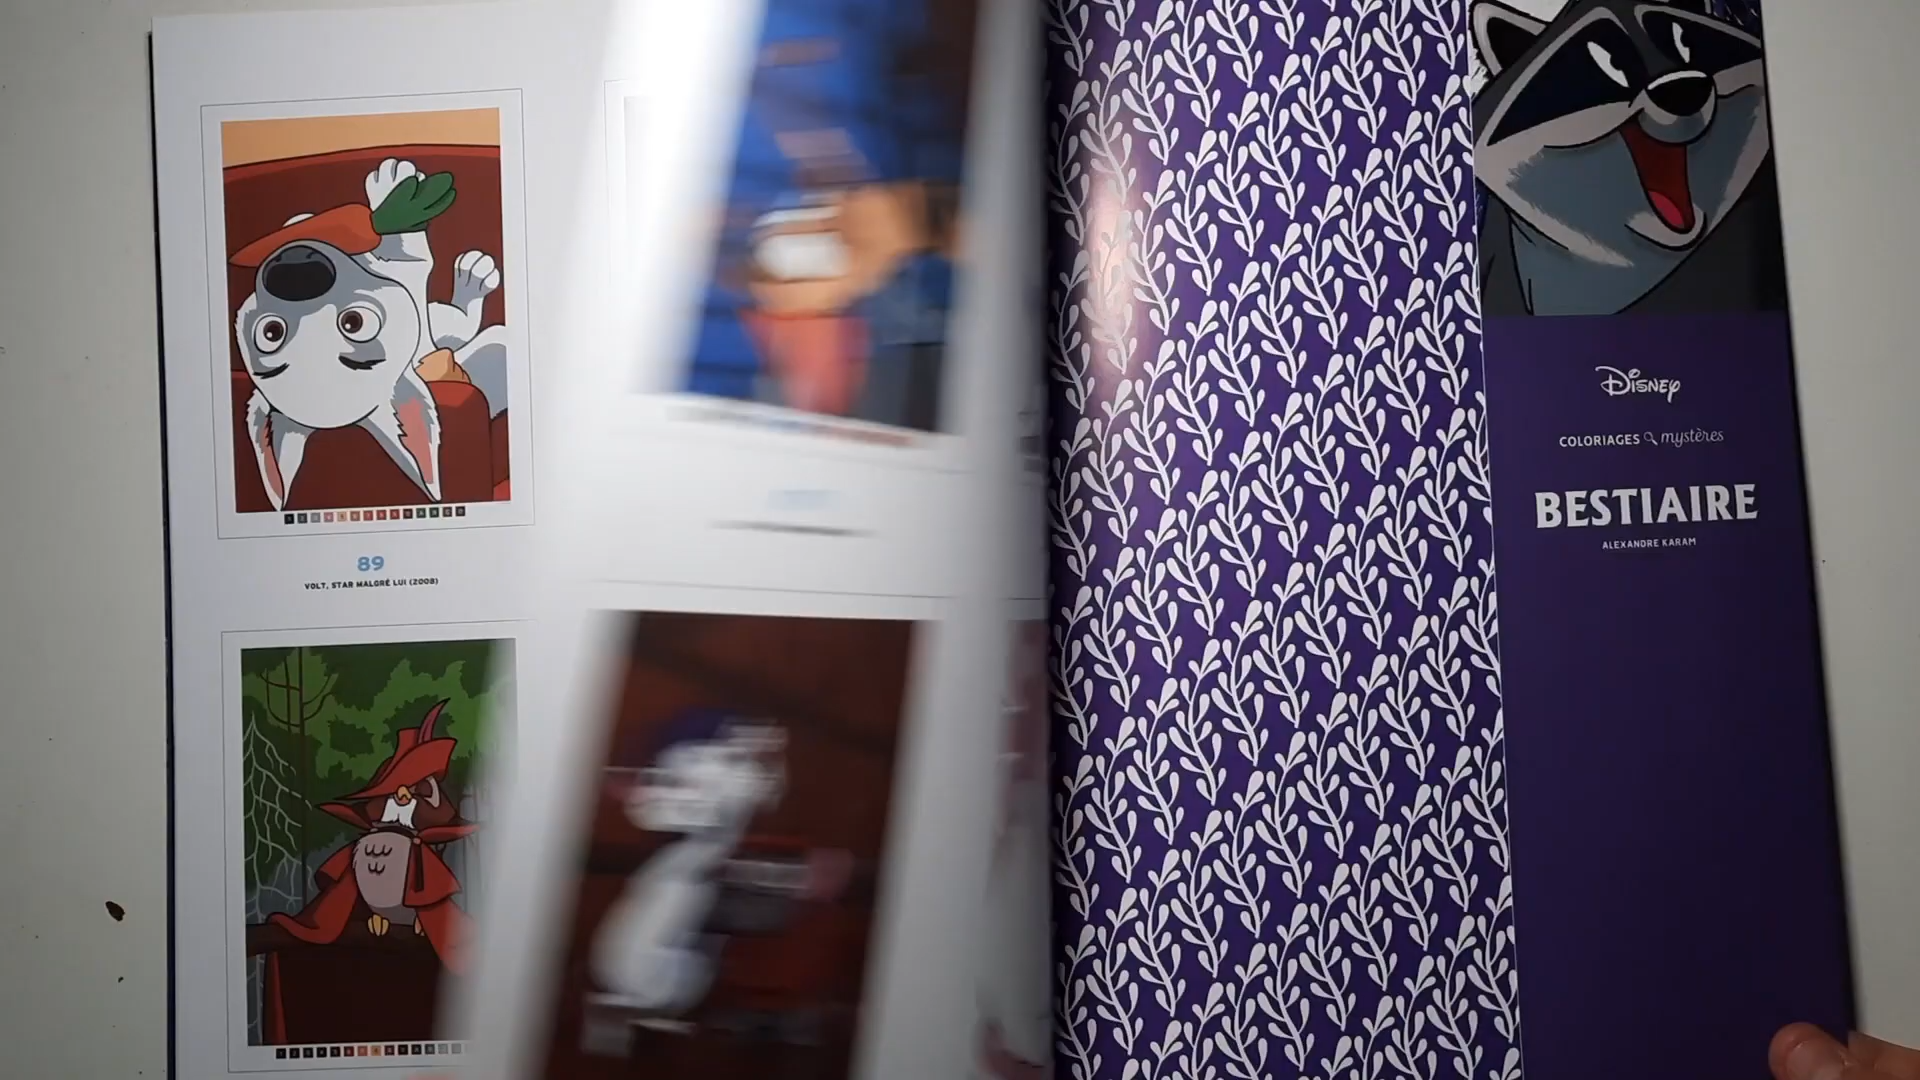 89
VOLT, STAR MALGRÉ LUI (2008)
Disney
COLORIAGES mystères
BESTIAIRE
ALEXANDRE KARAM